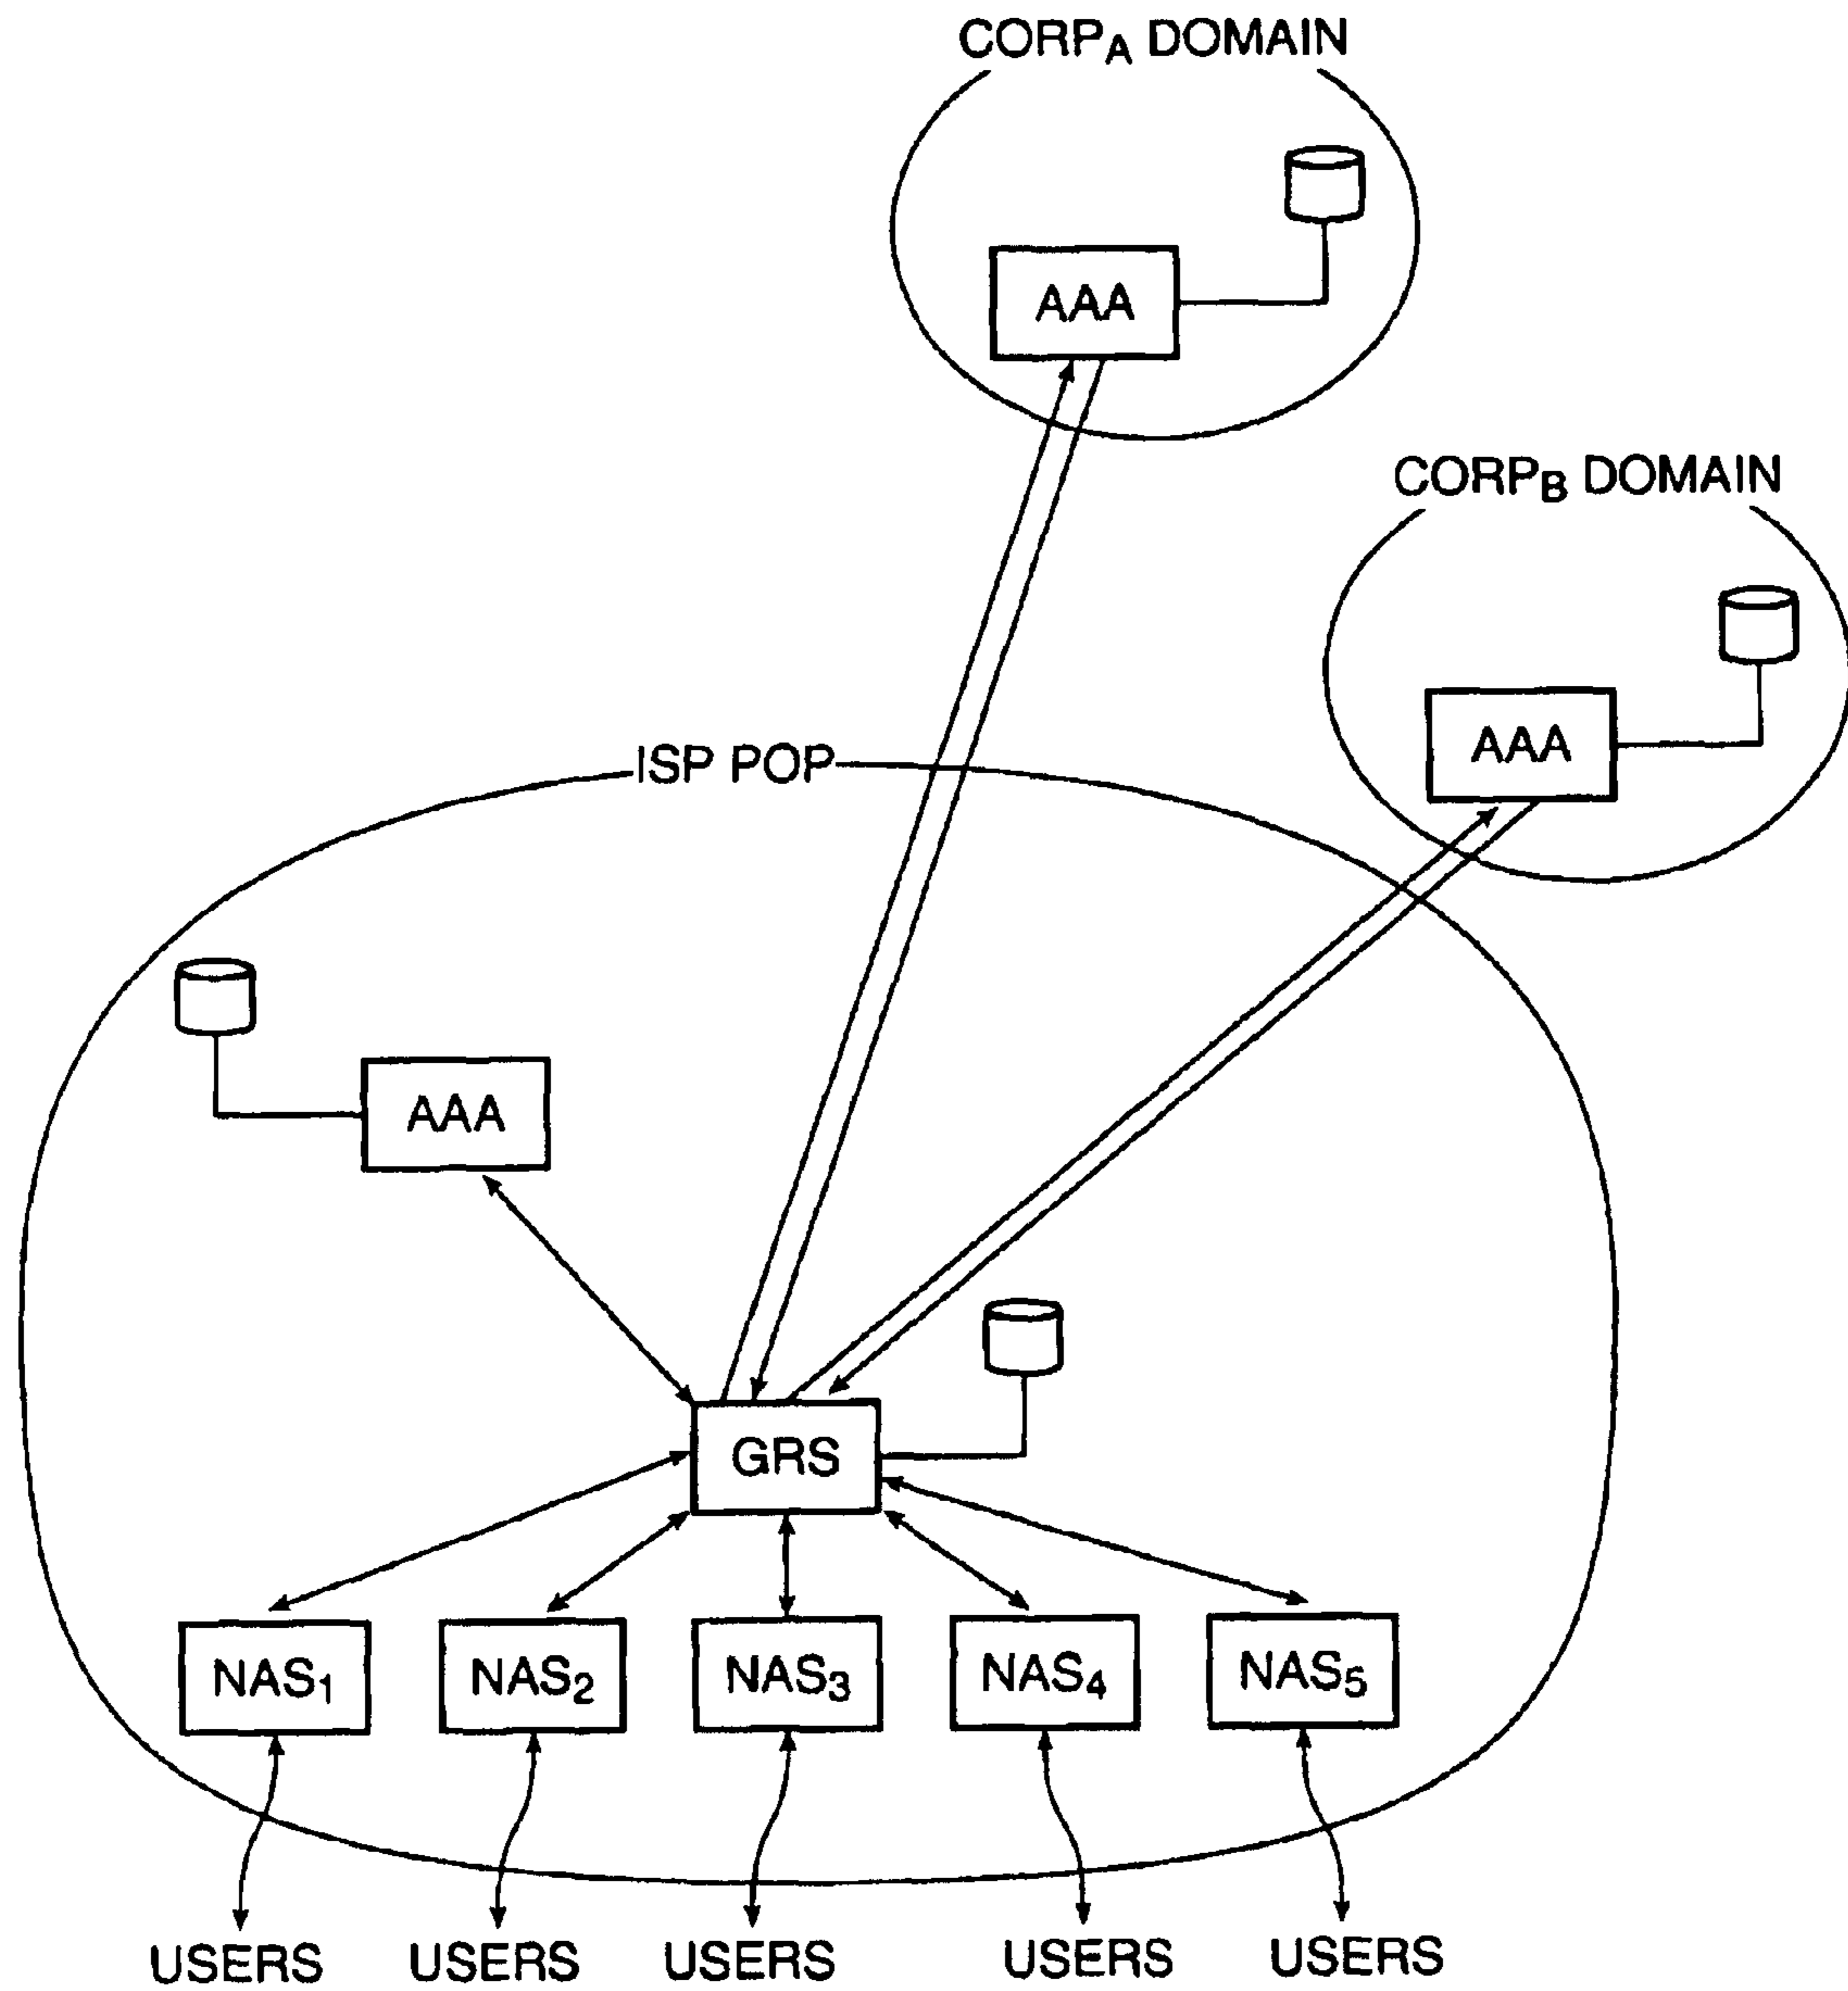 CORPA DOMAIN
AAA
CORPB DOMAIN
AAA
ISP POP
AAA
GRS
NAS1
NAS2
NAS3
NAS4
NAS5
USERS
USERS
USERS
USERS
USERS